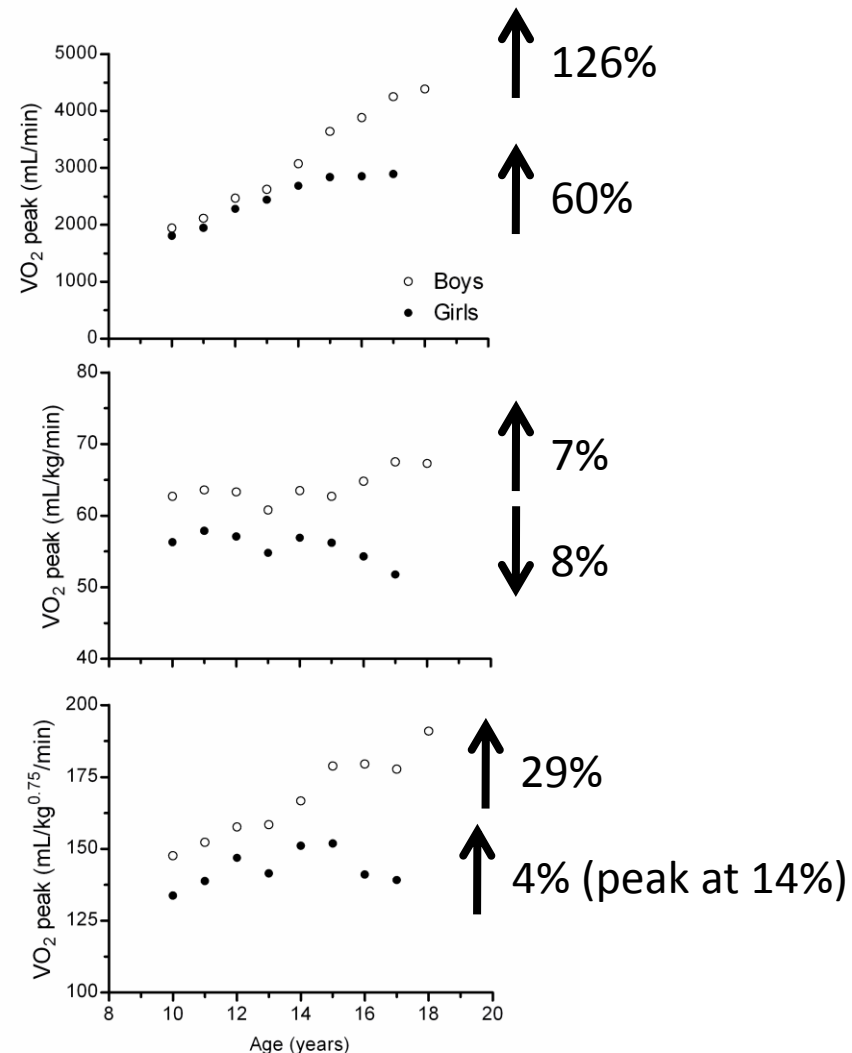 VO2 peak (mL/min)
5000
4000
3000
2000
1000
0
Boys
Girls
126%
60%
VO2 peak (mL/kg/min)
80
70
60
50
40
7%
8%
VO2 peak (mL/kg^0.75/min)
200
175
150
125
100
29%
4% (peak at 14%)
8 10 12 14 16 18 20
Age (years)